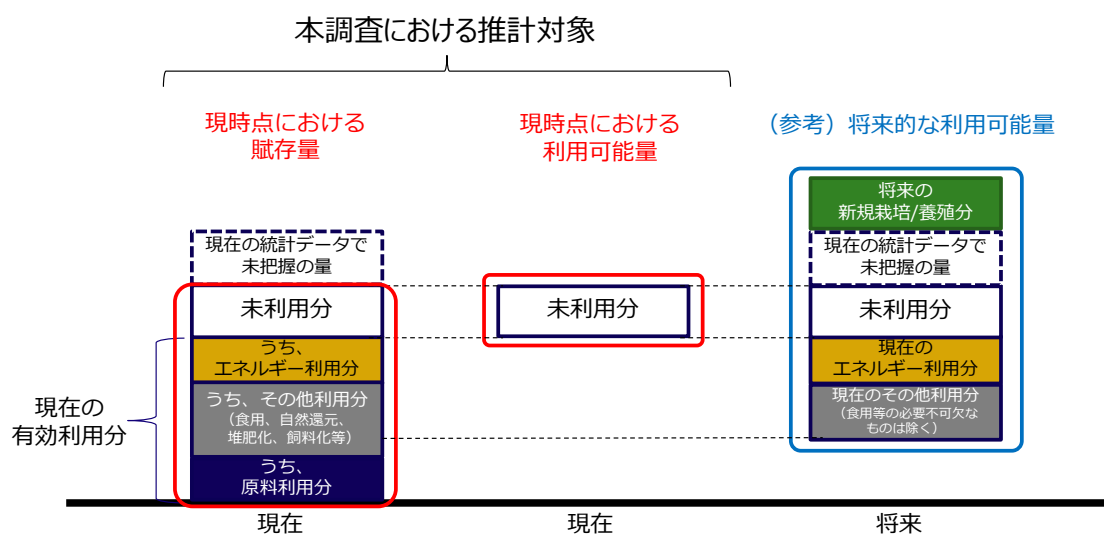 本調査における推計対象
現時点における
賦存量
現時点における
利用可能量
（参考）将来的な利用可能量
現在の統計データで
未把握の量
未利用分
うち、
エネルギー利用分
うち、その他利用分
（食用、自然還元、
堆肥化、飼料化等）
うち、
原料利用分
現在の
有効利用分
未利用分
将来の
新規栽培/養殖分
現在の統計データで
未把握の量
未利用分
現在の
エネルギー利用分
現在のその他利用分
（食用等の必要不可欠な
ものは除く）
現在
現在
将来